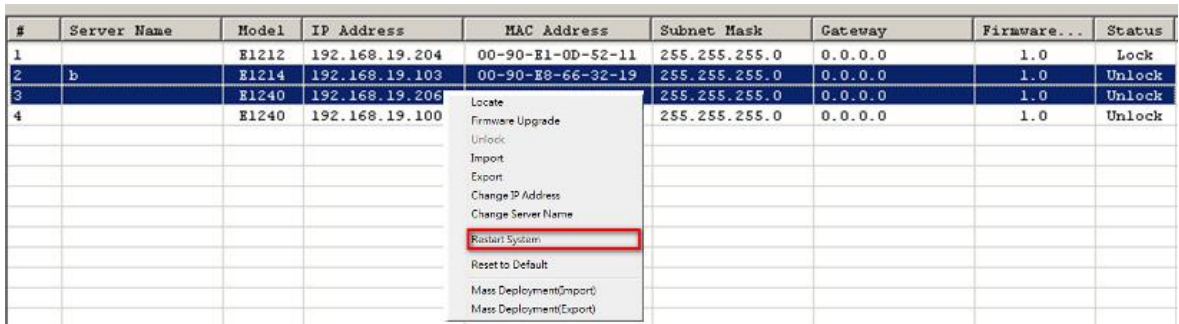 # Server Name Model IP Address MAC Address Subnet Mask Gateway Firmware... Status
1 E1212 192.168.19.204 00-90-E1-0D-52-11 255.255.255.0 0.0.0.0 1.0 Lock
2 b E1214 192.168.19.103 00-90-E8-66-32-19 255.255.255.0 0.0.0.0 1.0 Unlock
3 E1240 192.168.19.206 255.255.255.0 0.0.0.0 1.0 Unlock
4 E1240 192.168.19.100 255.255.255.0 0.0.0.0 1.0 Unlock
Locate
Firmware Upgrade
Unlock
Import
Export
Change IP Address
Change Server Name
Restart System
Reset to Default
Mass Deployment(Import)
Mass Deployment(Export)